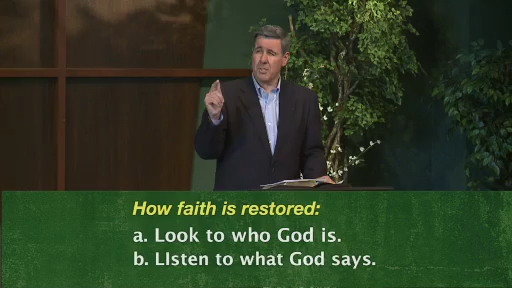 How faith is restored:
a. Look to who God is.
b. LIsten to what God says.